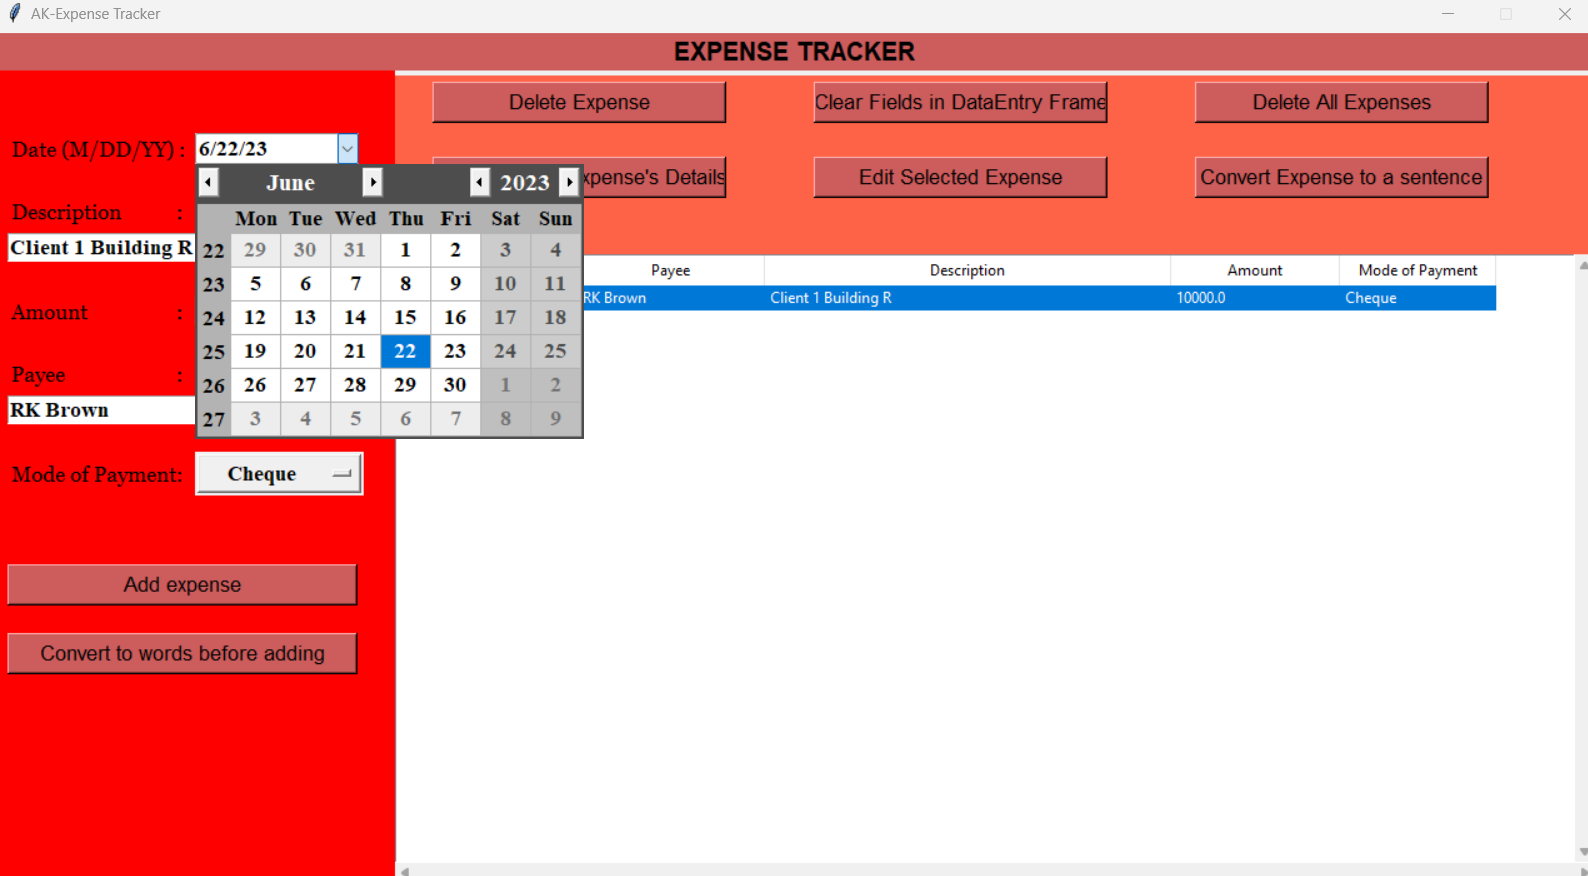 AK-Expense Tracker
EXPENSE TRACKER
Delete Expense
Clear Fields in DataEntry Frame
Delete All Expenses
Date (M/DD/YY) :
6/22/23
xpense's Details
Edit Selected Expense
Convert Expense to a sentence
June
2023
Mon Tue Wed Thu Fri Sat Sun
22 29 30 31 1 2 3 4
23 5 6 7 8 9 10 11
24 12 13 14 15 16 17 18
25 19 20 21 22 23 24 25
26 26 27 28 29 30 1 2
27 3 4 5 6 7 8 9
Description :
Client 1 Building R
Amount :
Payee :
RK Brown
Mode of Payment:
Cheque
Add expense
Convert to words before adding
Payee Description Amount Mode of Payment
RK Brown Client 1 Building R 10000.0 Cheque